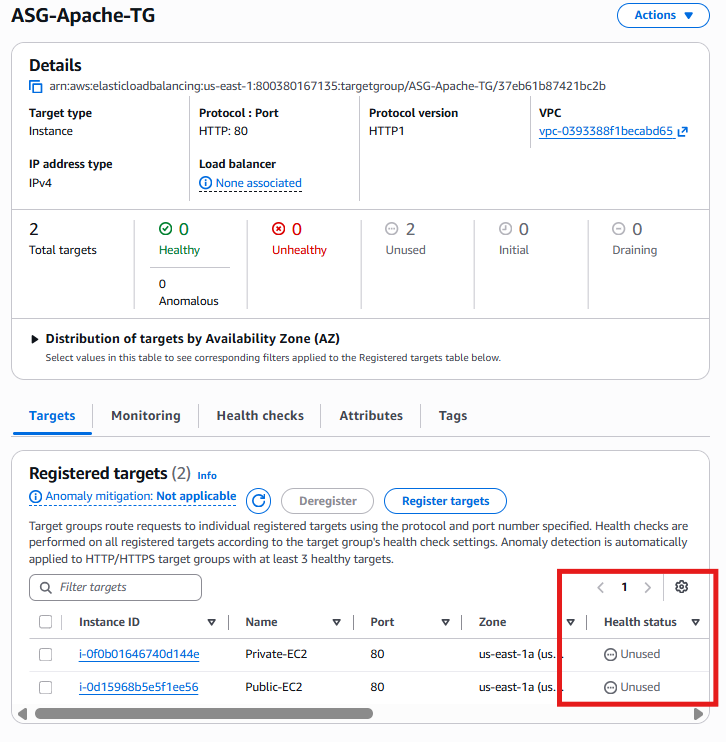 ASG-Apache-TG
Actions
Details
arn:aws:elasticloadbalancing:us-east-1:800380167135:targetgroup/ASG-Apache-TG/37eb61b87421bc2b
Target type
Instance
Protocol : Port
HTTP: 80
Protocol version
HTTP1
VPC
vpc-0393388f1becabd65
IP address type
IPv4
Load balancer
None associated
2
Total targets
0
Healthy
0
Anomalous
0
Unhealthy
2
Unused
0
Initial
0
Draining
Distribution of targets by Availability Zone (AZ)
Select values in this table to see corresponding filters applied to the Registered targets table below.
Targets Monitoring Health checks Attributes Tags
Registered targets (2) Info
Anomaly mitigation: Not applicable
Deregister
Register targets
Target groups route requests to individual registered targets using the protocol and port number specified. Health checks are
performed on all registered targets according to the target group's health check settings. Anomaly detection is automatically
applied to HTTP/HTTPS target groups with at least 3 healthy targets.
Filter targets
1
Instance ID Name Port Zone Health status
i-0f0b01646740d144e Private-EC2 80 us-east-1a (us... Unused
i-0d15968b5e5f1ee56 Public-EC2 80 us-east-1a (us... Unused